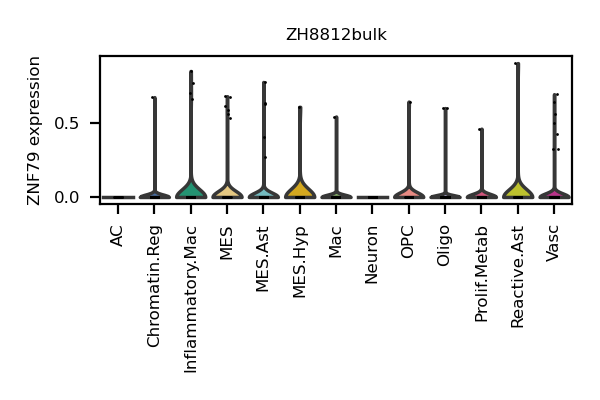 ZH8812bulk
ZNF79 expression
0.5
0.0
AC
Chromatin.Reg
Inflammatory.Mac
MES
MES.Ast
MES.Hyp
Mac
Neuron
OPC
Oligo
Prolif.Metab
Reactive.Ast
Vasc